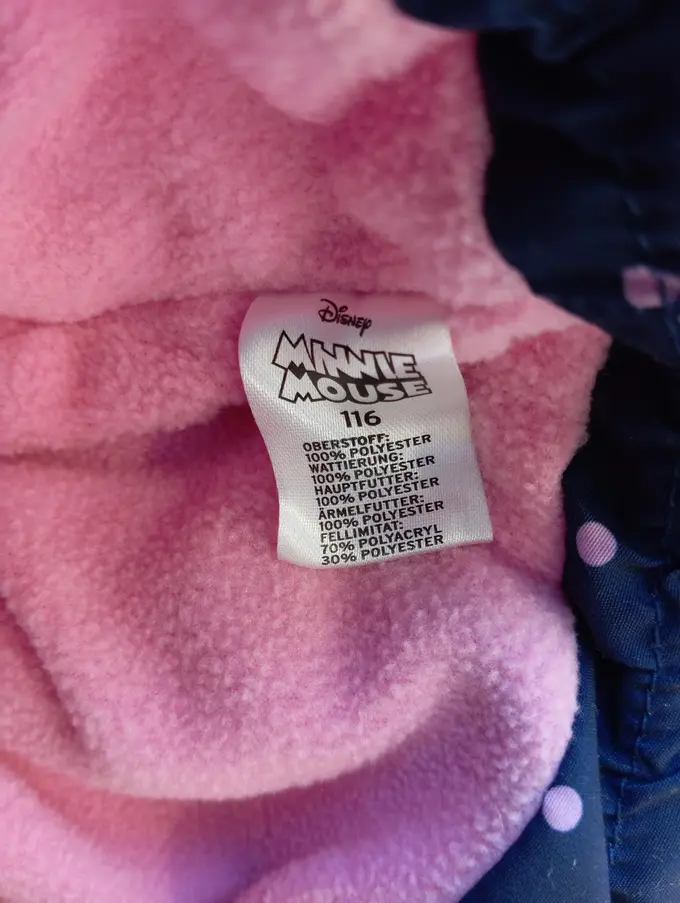 Disney
MINNIE
MOUSE
116
OBERSTOFF:
100% POLYESTER
WATTIERUNG:
100% POLYESTER
HAUPTFUTTER:
100% POLYESTER
ÄRMELFUTTER:
100% POLYESTER
FELLIMITAT:
70% POLYACRYL
30% POLYESTER